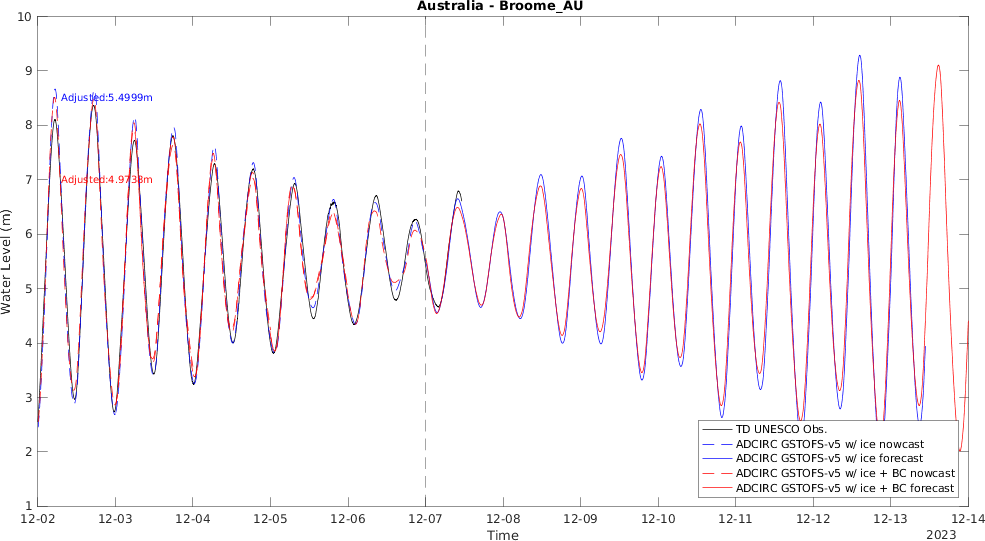 Australia - Broome_AU
10
9
8
7
6
5
4
3
2
1
Water Level (m)
Adjusted:5.4999m
Adjusted:4.9738m
TD UNESCO Obs.
ADCIRC GSTOFS-v5 w/ ice nowcast
ADCIRC GSTOFS-v5 w/ ice forecast
ADCIRC GSTOFS-v5 w/ ice + BC nowcast
ADCIRC GSTOFS-v5 w/ ice + BC forecast
12-02 12-03 12-04 12-05 12-06 12-07 12-08 12-09 12-10 12-11 12-12 12-13 12-14
Time
2023